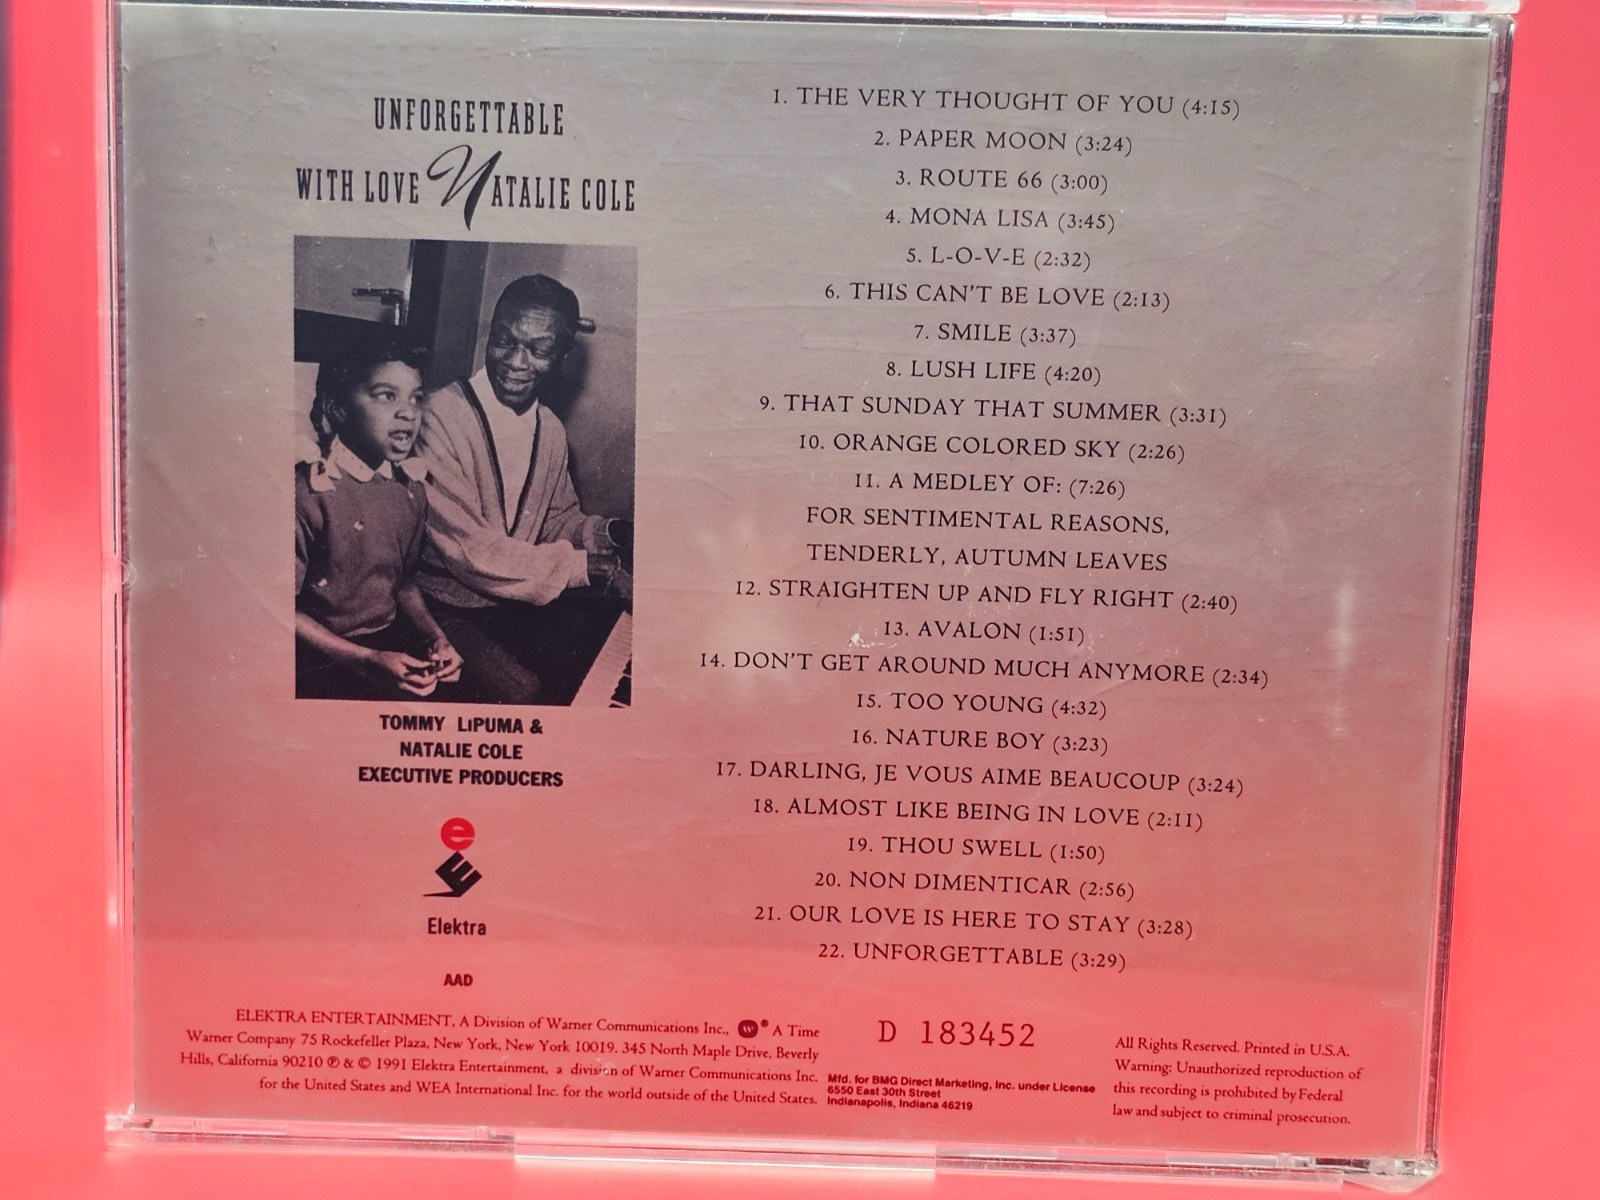 UNFORGETTABLE
WITH LOVE NATALIE COLE
TOMMY LiPUMA &
NATALIE COLE
EXECUTIVE PRODUCERS
e
E
Elektra
AAD
1. THE VERY THOUGHT OF YOU (4:15)
2. PAPER MOON (3:24)
3. ROUTE 66 (3:00)
4. MONA LISA (3:45)
5. L-O-V-E (2:32)
6. THIS CAN'T BE LOVE (2:13)
7. SMILE (3:37)
8. LUSH LIFE (4:20)
9. THAT SUNDAY THAT SUMMER (3:31)
10. ORANGE COLORED SKY (2:26)
11. A MEDLEY OF: (7:26)
FOR SENTIMENTAL REASONS,
TENDERLY, AUTUMN LEAVES
12. STRAIGHTEN UP AND FLY RIGHT (2:40)
13. AVALON (1:51)
14. DON'T GET AROUND MUCH ANYMORE (2:34)
15. TOO YOUNG (4:32)
16. NATURE BOY (3:23)
17. DARLING, JE VOUS AIME BEAUCOUP (3:24)
18. ALMOST LIKE BEING IN LOVE (2:11)
19. THOU SWELL (1:50)
20. NON DIMENTICAR (2:56)
21. OUR LOVE IS HERE TO STAY (3:28)
22. UNFORGETTABLE (3:29)
ELEKTRA ENTERTAINMENT, A Division of Warner Communications Inc., W ® A Time
Warner Company 75 Rockefeller Plaza, New York, New York 10019. 345 North Maple Drive, Beverly
Hills, California 90210 ℗ & © 1991 Elektra Entertainment, a division of Warner Communications Inc.
for the United States and WEA International Inc. for the world outside of the United States.
D 183452
Mfd. for BMG Direct Marketing, Inc. under License
6550 East 30th Street
Indianapolis, Indiana 46219
All Rights Reserved. Printed in U.S.A.
Warning: Unauthorized reproduction of
this recording is prohibited by Federal
law and subject to criminal prosecution.